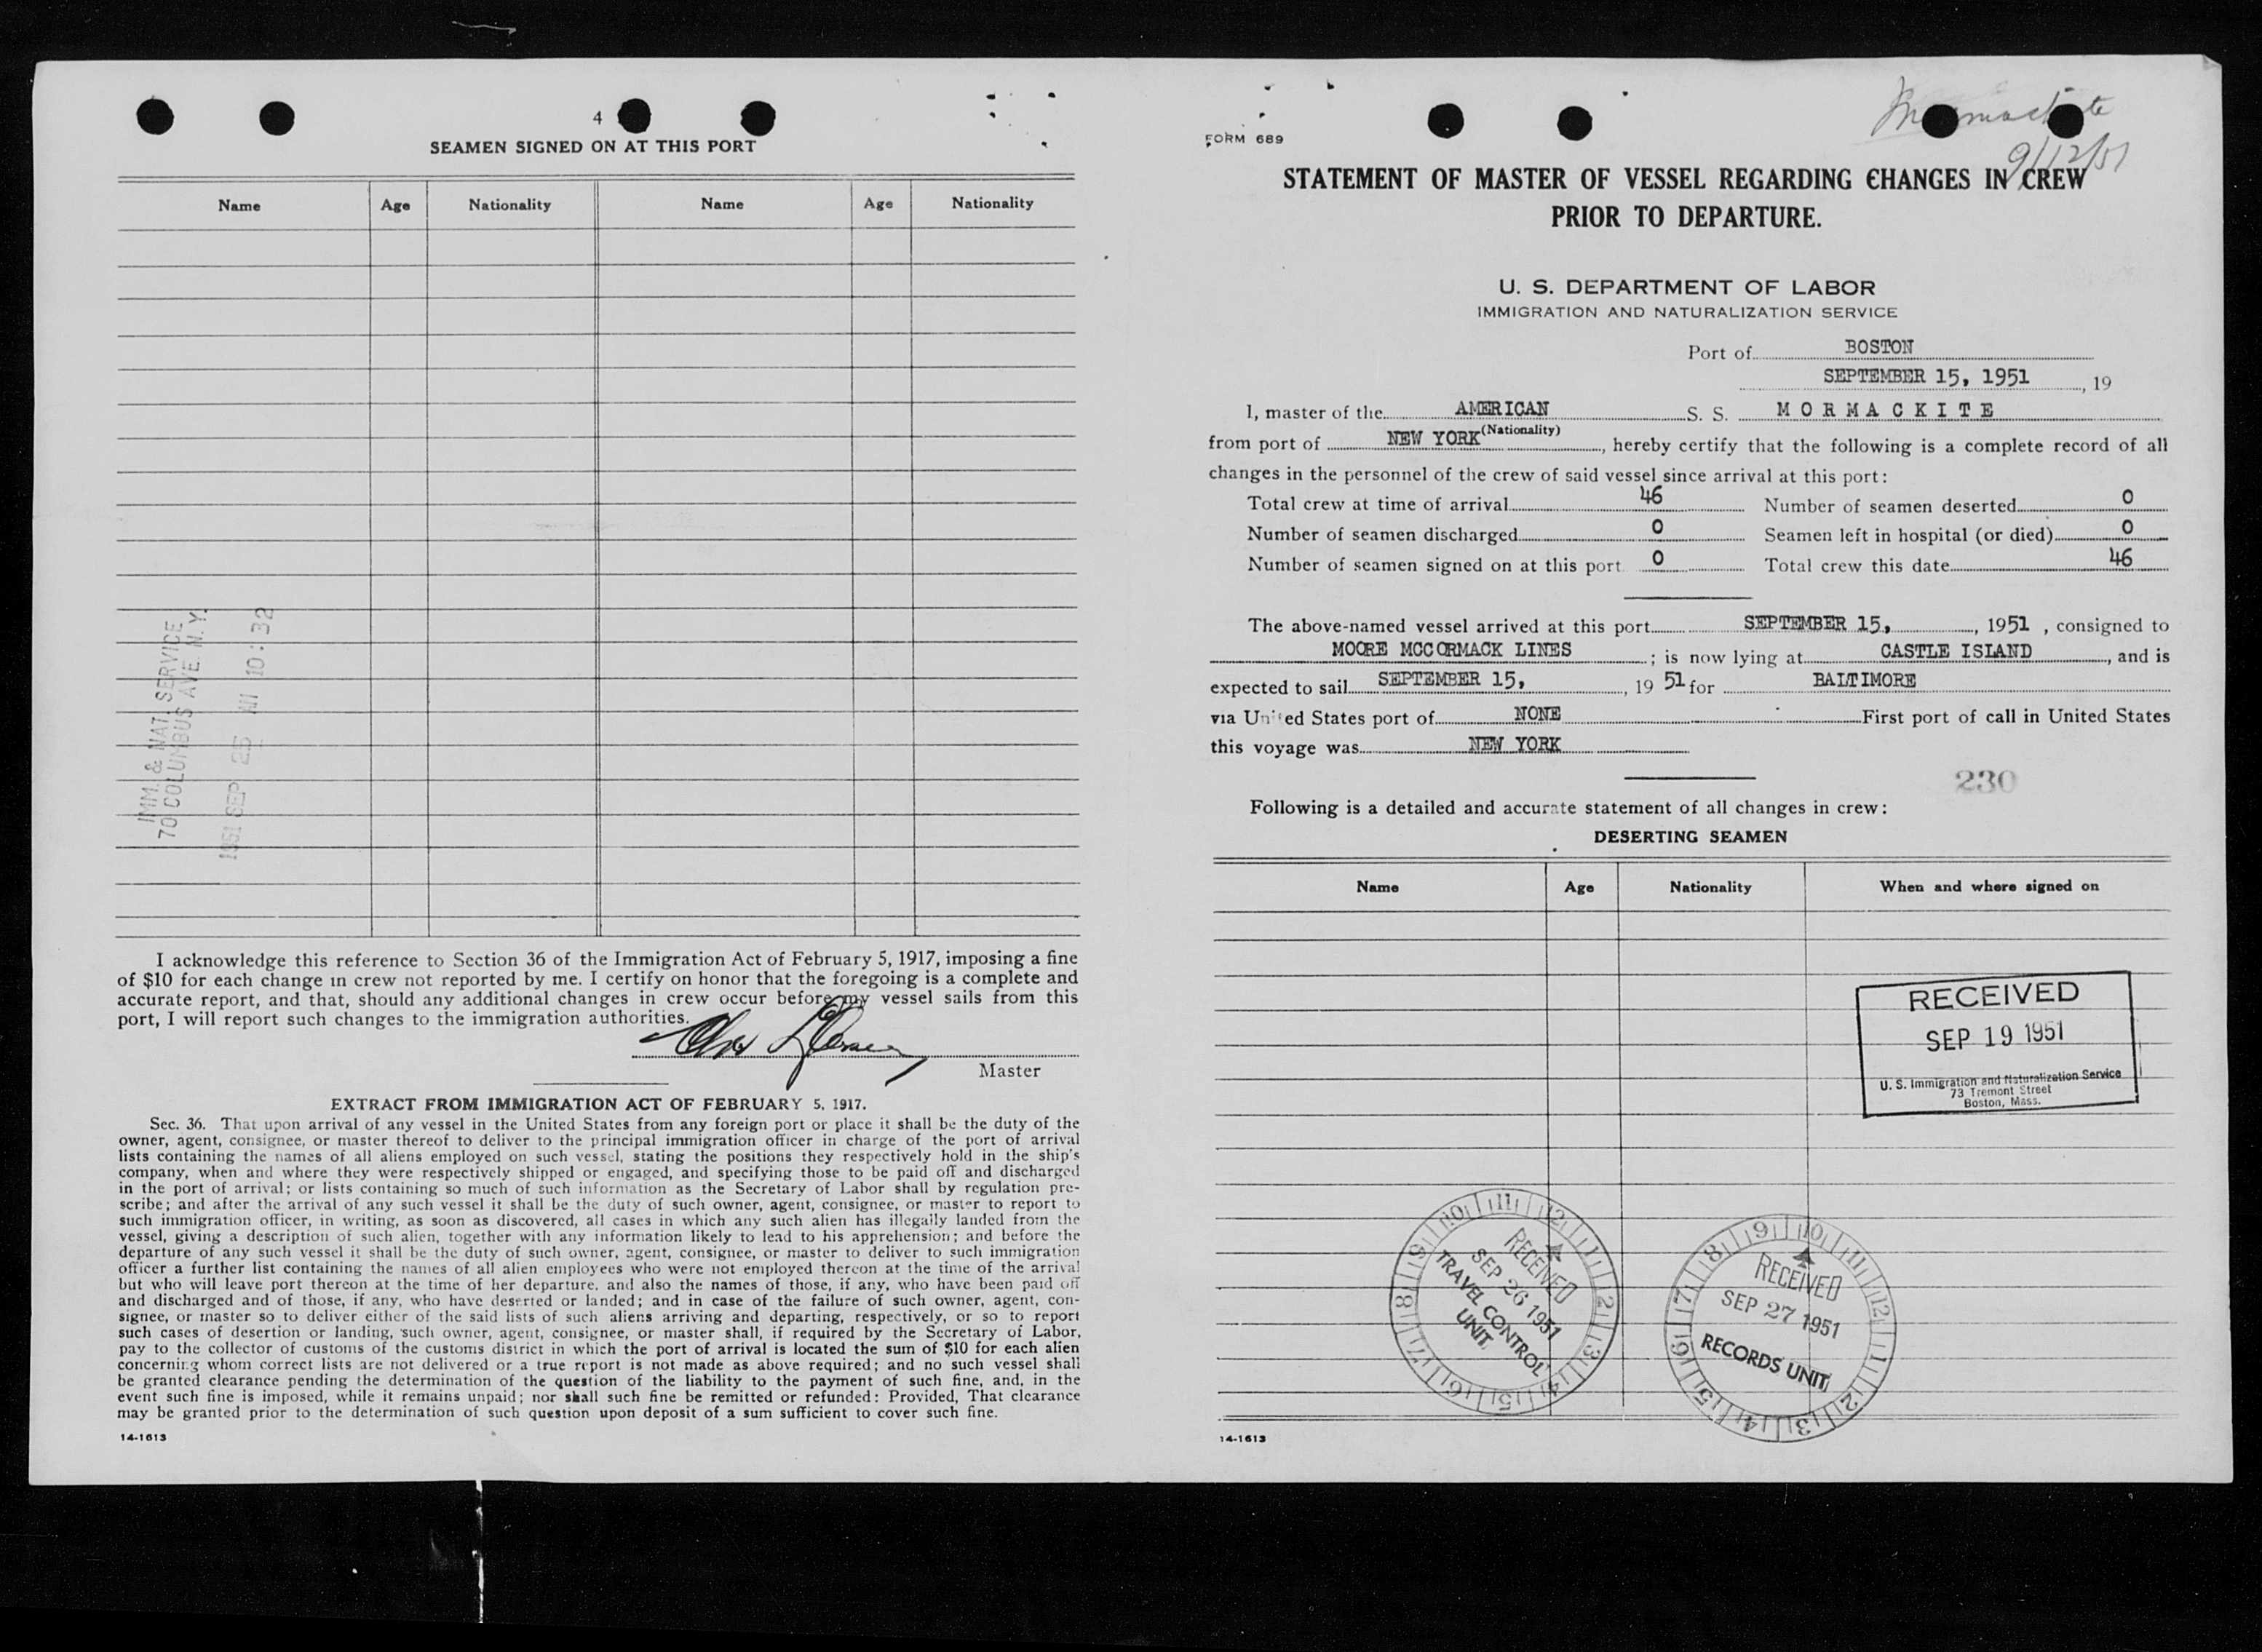 4
SEAMEN SIGNED ON AT THIS PORT
Name Age Nationality Name Age Nationality
IMM. & NAT. SERVICE
70 COLUMBUS AVE. N. Y.
1951 SEP 25 AM 10:32
I acknowledge this reference to Section 36 of the Immigration Act of February 5, 1917, imposing a fine
of $10 for each change in crew not reported by me. I certify on honor that the foregoing is a complete and
accurate report, and that, should any additional changes in crew occur before my vessel sails from this
port, I will report such changes to the immigration authorities.
Master
EXTRACT FROM IMMIGRATION ACT OF FEBRUARY 5, 1917.
Sec. 36. That upon arrival of any vessel in the United States from any foreign port or place it shall be the duty of the
owner, agent, consignee, or master thereof to deliver to the principal immigration officer in charge of the port of arrival
lists containing the names of all aliens employed on such vessel, stating the positions they respectively hold in the ship's
company, when and where they were respectively shipped or engaged, and specifying those to be paid off and discharged
in the port of arrival; or lists containing so much of such information as the Secretary of Labor shall by regulation pre-
scribe; and after the arrival of any such vessel it shall be the duty of such owner, agent, consignee, or master to report to
such immigration officer, in writing, as soon as discovered, all cases in which any such alien has illegally landed from the
vessel, giving a description of such alien, together with any information likely to lead to his apprehension; and before the
departure of any such vessel it shall be the duty of such owner, agent, consignee, or master to deliver to such immigration
officer a further list containing the names of all alien employees who were not employed thereon at the time of the arrival
but who will leave port thereon at the time of her departure, and also the names of those, if any, who have been paid off
and discharged and of those, if any, who have deserted or landed; and in case of the failure of such owner, agent, con-
signee, or master so to deliver either of the said lists of such aliens arriving and departing, respectively, or so to report
such cases of desertion or landing, such owner, agent, consignee, or master shall, if required by the Secretary of Labor,
pay to the collector of customs of the customs district in which the port of arrival is located the sum of $10 for each alien
concerning whom correct lists are not delivered or a true report is not made as above required; and no such vessel shall
be granted clearance pending the determination of the question of the liability to the payment of such fine, and, in the
event such fine is imposed, while it remains unpaid; nor shall such fine be remitted or refunded: Provided, That clearance
may be granted prior to the determination of such question upon deposit of a sum sufficient to cover such fine.
14-1613
Mormackite
9/12/51
FORM 689
STATEMENT OF MASTER OF VESSEL REGARDING CHANGES IN CREW
PRIOR TO DEPARTURE.
U. S. DEPARTMENT OF LABOR
IMMIGRATION AND NATURALIZATION SERVICE
Port of BOSTON
SEPTEMBER 15, 1951, 19
I, master of the AMERICAN S. S. MORMACKITE
(Nationality)
from port of NEW YORK, hereby certify that the following is a complete record of all
changes in the personnel of the crew of said vessel since arrival at this port:
Total crew at time of arrival 46 Number of seamen deserted 0
Number of seamen discharged 0 Seamen left in hospital (or died) 0
Number of seamen signed on at this port 0 Total crew this date 46
The above-named vessel arrived at this port SEPTEMBER 15, , 1951 , consigned to
MOORE MCCORMACK LINES ; is now lying at CASTLE ISLAND , and is
expected to sail SEPTEMBER 15, , 19 51 for BALTIMORE
via United States port of NONE First port of call in United States
this voyage was NEW YORK
230
Following is a detailed and accurate statement of all changes in crew:
DESERTING SEAMEN
Name Age Nationality When and where signed on
RECEIVED
SEP 19 1951
U. S. Immigration and Naturalization Service
73 Tremont Street
Boston, Mass.
11 12 1 2 3 4 5 6 7 8 9 10
RECEIVED
SEP 26 1951
TRAVEL CONTROL
UNIT
9 10 11 12 1 2 3 4 5 6 7 8
RECEIVED
SEP 27 1951
RECORDS UNIT
14-1613